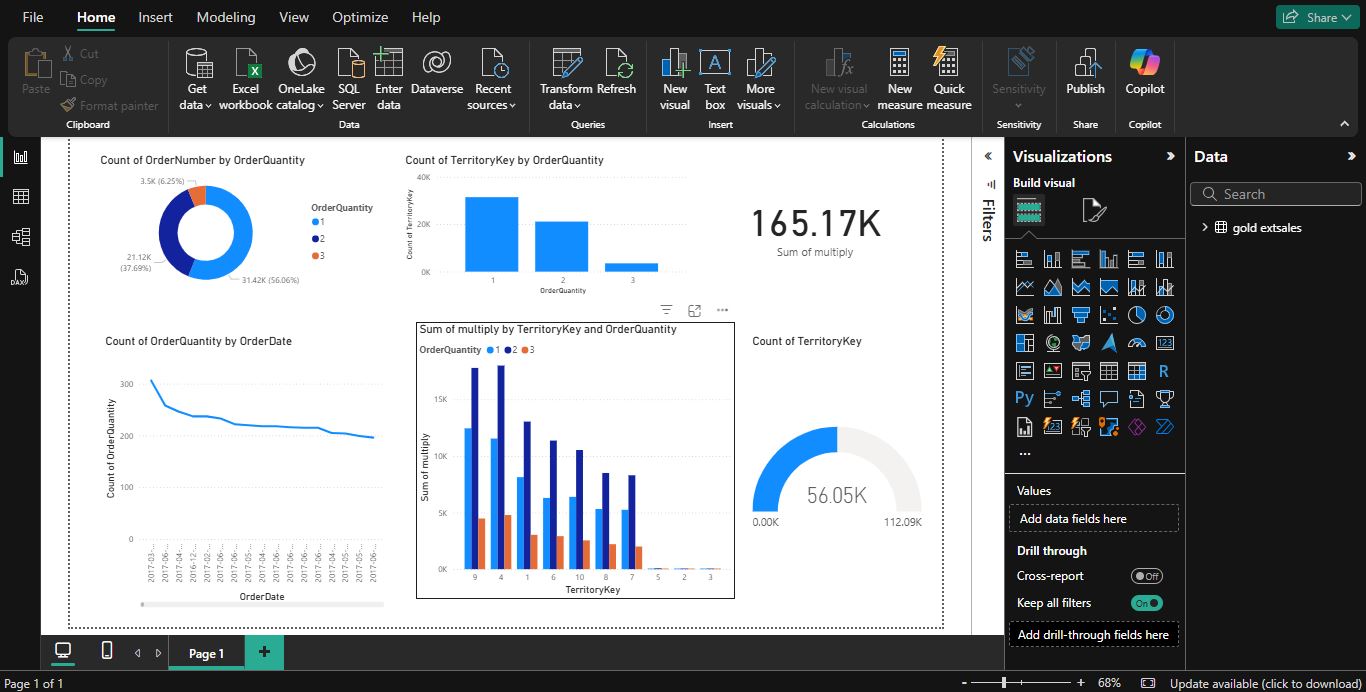 File Home Insert Modeling View Optimize Help Share
Paste Cut
Copy
Format painter
Clipboard
Get data
Excel workbook
OneLake catalog
SQL Server
Enter data
Dataverse
Recent sources
Data
Transform data
Refresh
Queries
New visual
Text box
More visuals
Insert
New visual calculation
New measure
Quick measure
Calculations
Sensitivity
Sensitivity
Publish
Share
Copilot
Copilot
Count of OrderNumber by OrderQuantity
3.5K (6.25%)
21.12K
(37.69%)
31.42K (56.06%)
OrderQuantity
1
2
3
Count of TerritoryKey by OrderQuantity
Count of TerritoryKey
40K
20K
0K
1 2 3
OrderQuantity
165.17K
Sum of multiply
Count of OrderQuantity by OrderDate
Count of OrderQuantity
300
200
100
0
2017-03-... 2017-06-... 2017-04-... 2016-12-... 2017-02-... 2017-06-... 2017-05-... 2017-04-... 2017-06-... 2017-06-... 2017-06-... 2017-06-... 2017-06-... 2017-04-... 2017-05-... 2017-05-... 2017-06-...
OrderDate
Sum of multiply by TerritoryKey and OrderQuantity
OrderQuantity 1 2 3
Sum of multiply
15K
10K
5K
0K
9 4 1 6 10 8 7 5 2 3
TerritoryKey
Count of TerritoryKey
56.05K
0.00K 112.09K
Filters
Visualizations
Build visual
123
R
Py
123
...
Values
Add data fields here
Drill through
Cross-report Off
Keep all filters On
Add drill-through fields here
Data
Search
gold extsales
DAX
Page 1 +
Page 1 of 1
- + 68% Update available (click to download)